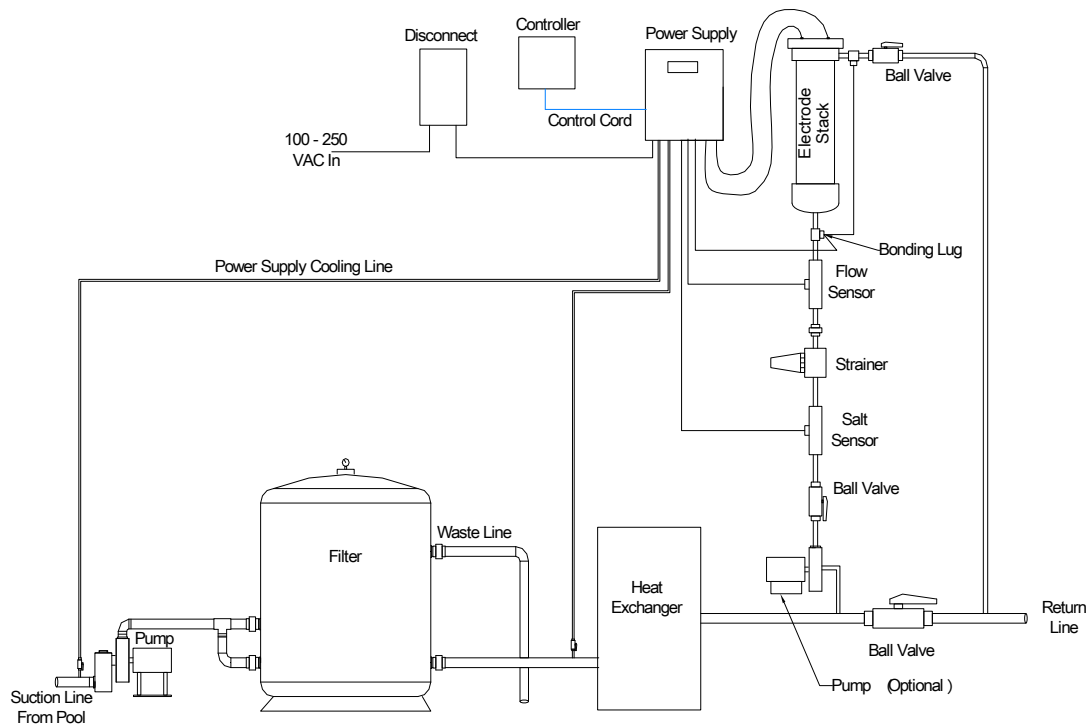 Controller
Disconnect
Power Supply
Ball Valve
Electrode
Stack
Control Cord
100 - 250
VAC In
Bonding Lug
Power Supply Cooling Line
Flow
Sensor
Strainer
Salt
Sensor
Ball Valve
Waste Line
Filter
Heat
Exchanger
Return
Line
Pump
Ball Valve
Suction Line
From Pool
Pump (Optional )